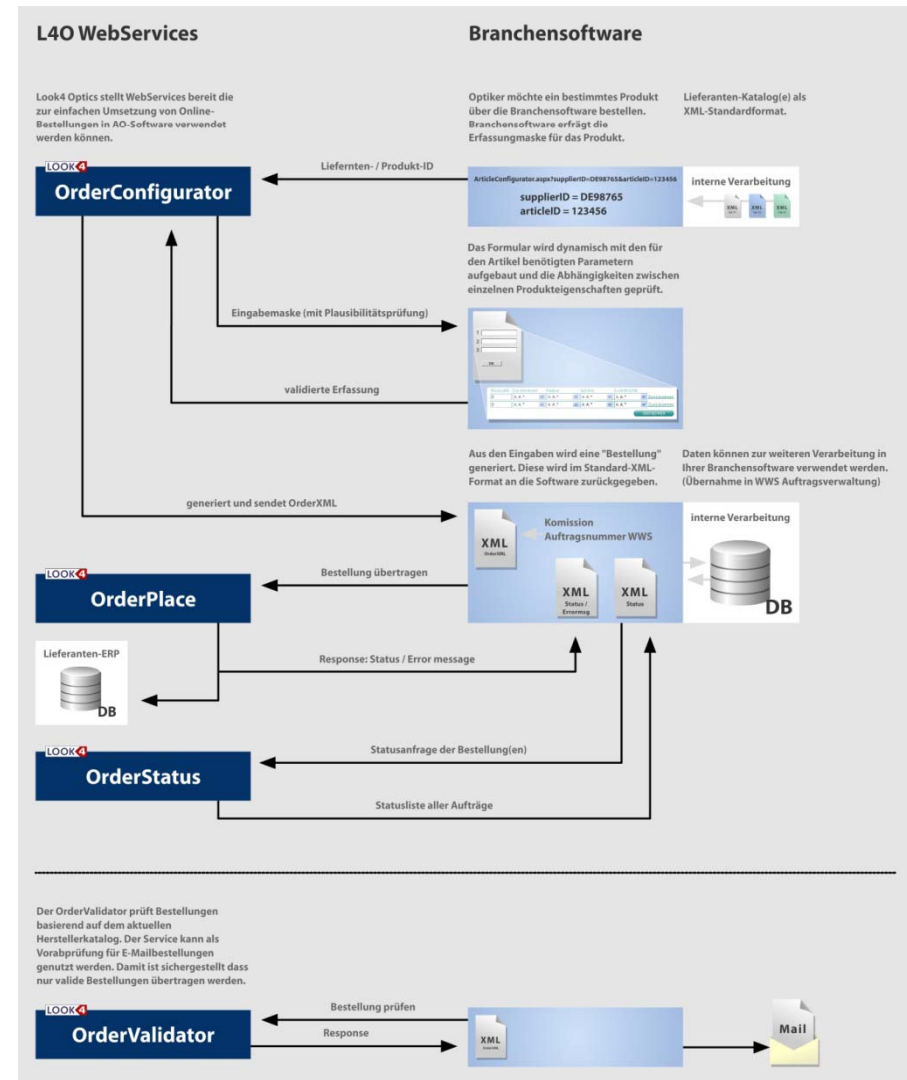 L4O WebServices
Branchensoftware
Look4 Optics stellt WebServices bereit die
zur einfachen Umsetzung von Online-
Bestellungen in AO-Software verwendet
werden können.
Optiker möchte ein bestimmtes Produkt
über die Branchensoftware bestellen.
Branchensoftware erfrägt die
Erfassungmaske für das Produkt.
Lieferanten-Katalog(e) als
XML-Standardformat.
LOOK4
OrderConfigurator
Liefernten- / Produkt-ID
ArticleConfigurator.aspx?supplierID=DE98765&articleID=123456
supplierID = DE98765
articleID = 123456
interne Verarbeitung
XML
XML
XML
Das Formular wird dynamisch mit den für
den Artikel benötigten Parametern
aufgebaut und die Abhängigkeiten zwischen
einzelnen Produkteigenschaften geprüft.
Eingabemaske (mit Plausibilitätsprüfung)
1
2
3
validierte Erfassung
Aus den Eingaben wird eine "Bestellung"
generiert. Diese wird im Standard-XML-
Format an die Software zurückgegeben.
Daten können zur weiteren Verarbeitung in
Ihrer Branchensoftware verwendet werden.
(Übernahme in WWS Auftragsverwaltung)
generiert und sendet OrderXML
XML
OrderXML
Komission
Auftragsnummer WWS
interne Verarbeitung
DB
LOOK4
OrderPlace
Bestellung übertragen
XML
Status /
Errormsg
XML
Status
Lieferanten-ERP
DB
Response: Status / Error message
LOOK4
OrderStatus
Statusanfrage der Bestellung(en)
Statusliste aller Aufträge
Der OrderValidator prüft Bestellungen
basierend auf dem aktuellen
Herstellerkatalog. Der Service kann als
Vorabprüfung für E-Mailbestellungen
genutzt werden. Damit ist sichergestellt dass
nur valide Bestellungen übertragen werden.
LOOK4
OrderValidator
Bestellung prüfen
Response
XML
OrderXML
Mail